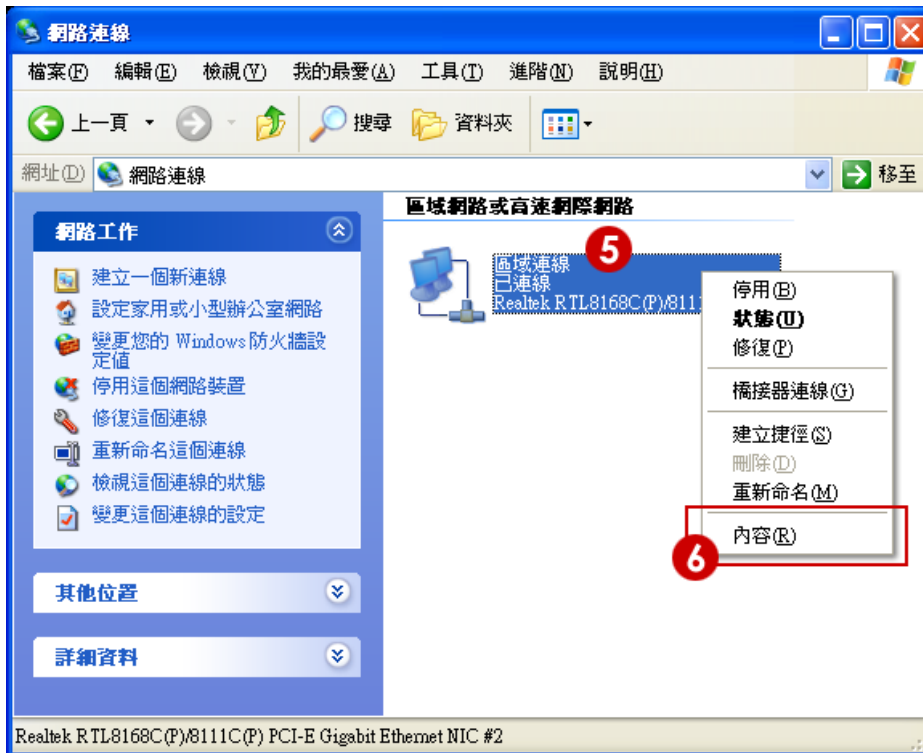 網路連線
檔案(F) 編輯(E) 檢視(V) 我的最愛(A) 工具(T) 進階(N) 說明(H)
上一頁 搜尋 資料夾
網址(D) 網路連線 移至
網路工作
建立一個新連線
設定家用或小型辦公室網路
變更您的 Windows 防火牆設
定值
停用這個網路裝置
修復這個連線
重新命名這個連線
檢視這個連線的狀態
變更這個連線的設定
其他位置
詳細資料
區域網路或高速網際網路
5
區域連線
已連線
Realtek RTL8168C(P)/811
停用(B)
狀態(U)
修復(P)
橋接器連線(G)
建立捷徑(S)
刪除(D)
重新命名(M)
內容(R)
6
Realtek RTL8168C(P)/8111C(P) PCI-E Gigabit Ethernet NIC #2